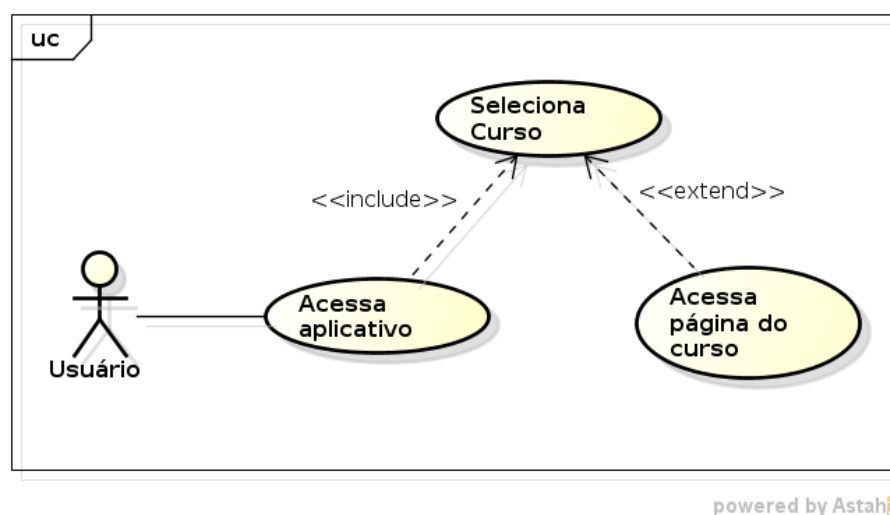 uc
Seleciona
Curso
<<include>>
<<extend>>
Acessa
aplicativo
Acessa
página do
curso
Usuário
powered by Astah